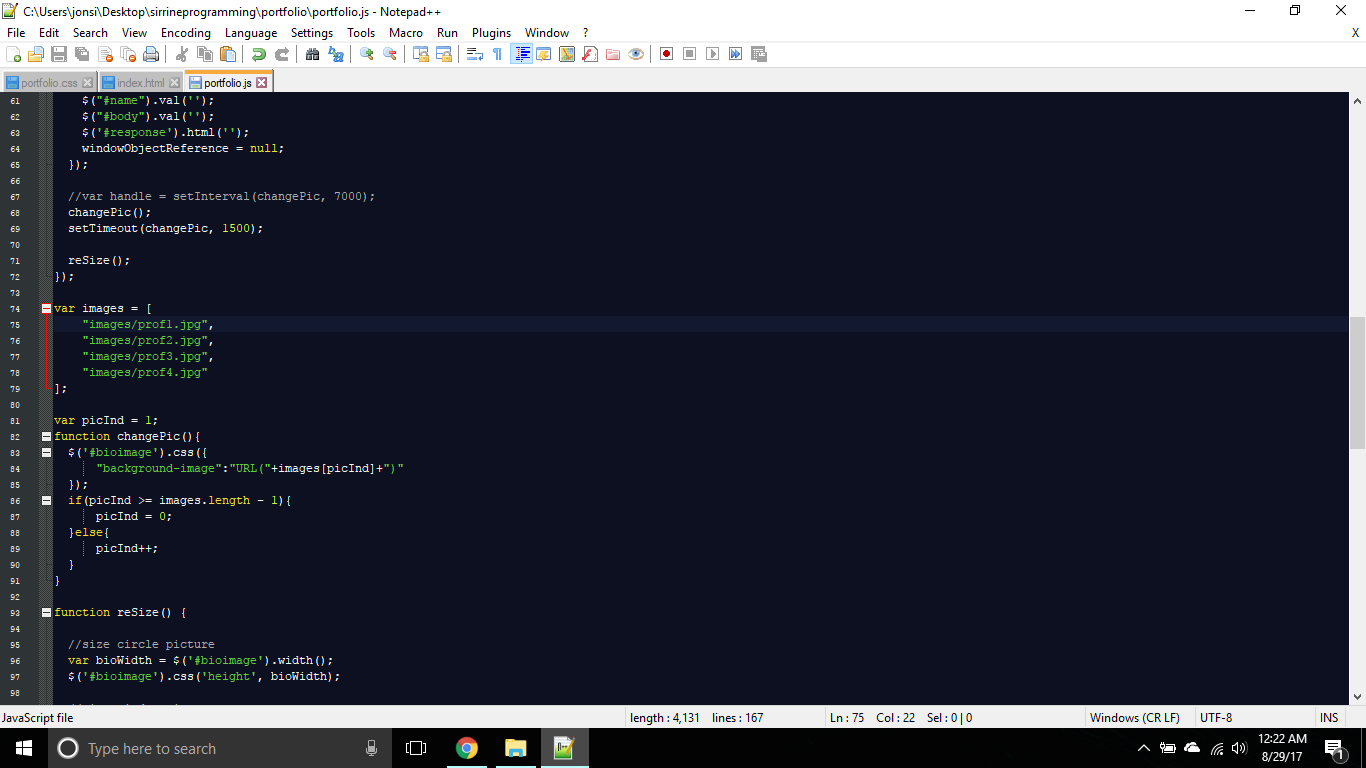 C:\Users\jonsi\Desktop\sirrineprogramming\portfolio\portfolio.js - Notepad++
File Edit Search View Encoding Language Settings Tools Macro Run Plugins Window ? X
portfolio.css index.html portfolio.js
61 $("#name").val('');
62 $("#body").val('');
63 $('#response').html('');
64 windowObjectReference = null;
65 });
66
67 //var handle = setInterval(changePic, 7000);
68 changePic();
69 setTimeout(changePic, 1500);
70
71 reSize();
72 });
73
74 var images = [
75 "images/prof1.jpg",
76 "images/prof2.jpg",
77 "images/prof3.jpg",
78 "images/prof4.jpg"
79 ];
80
81 var picInd = 1;
82 function changePic(){
83 $('#bioimage').css({
84 "background-image":"URL("+images[picInd]+")"
85 });
86 if(picInd >= images.length - 1){
87 picInd = 0;
88 }else{
89 picInd++;
90 }
91 }
92
93 function reSize() {
94
95 //size circle picture
96 var bioWidth = $('#bioimage').width();
97 $('#bioimage').css('height', bioWidth);
98
JavaScript file length : 4,131 lines : 167 Ln : 75 Col : 22 Sel : 0 | 0 Windows (CR LF) UTF-8 INS
Type here to search
12:22 AM
8/29/17
1